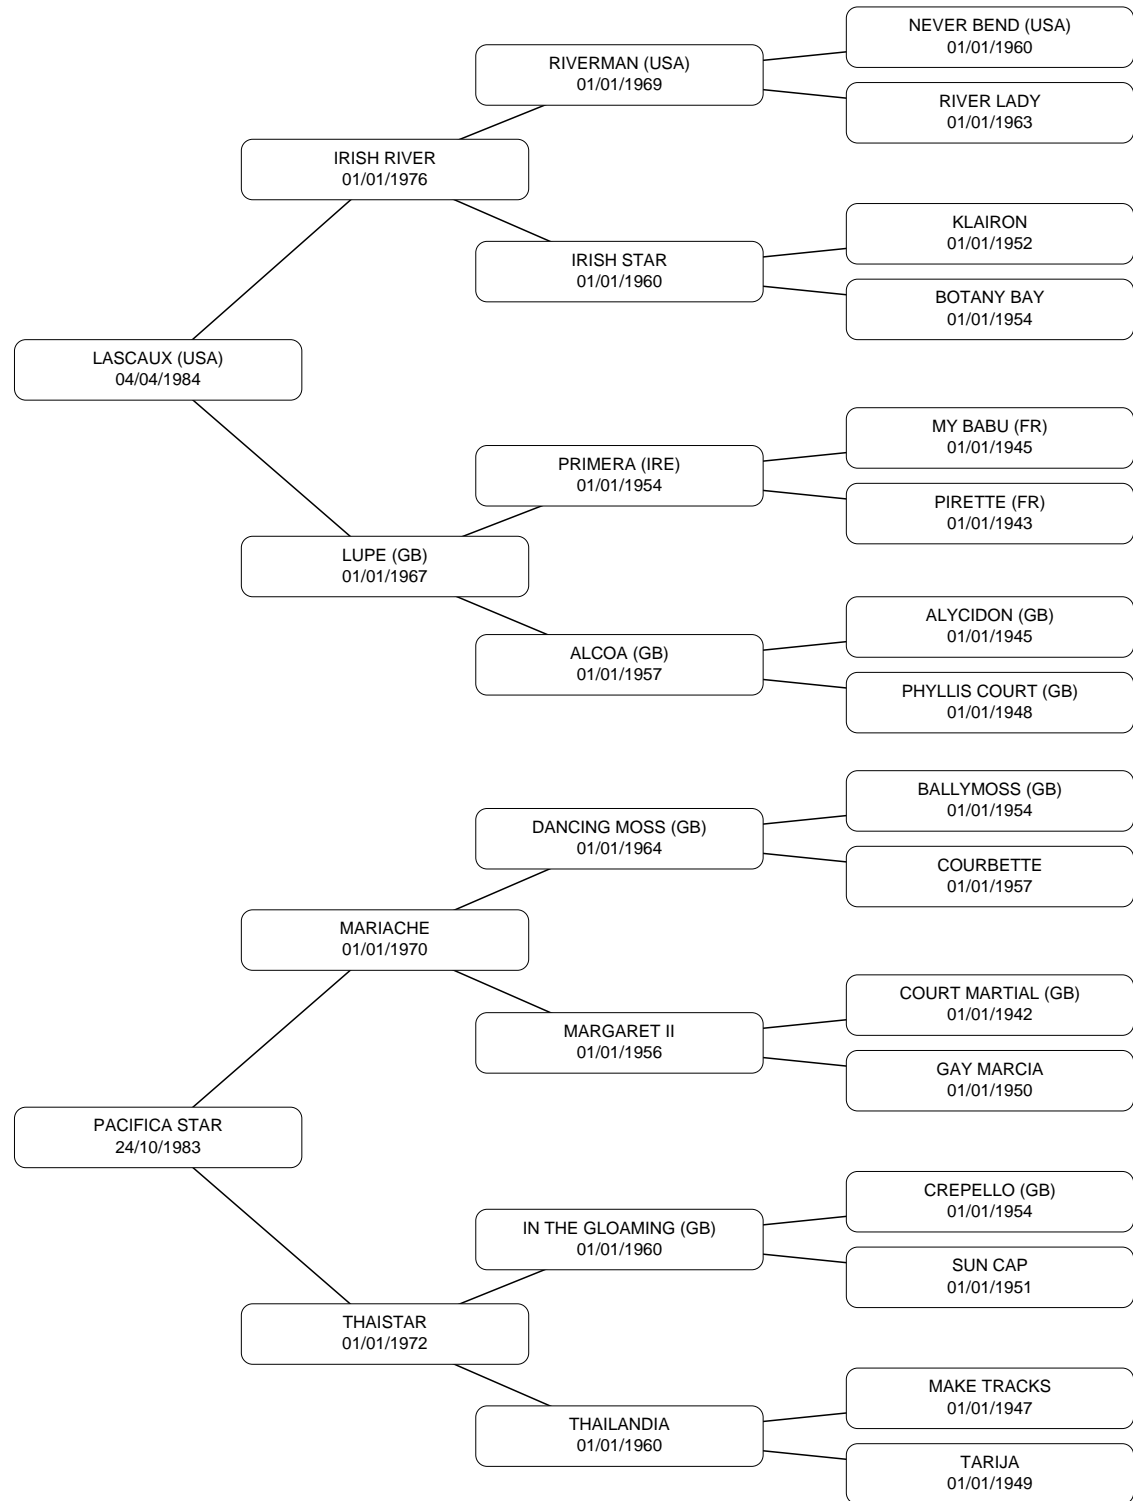 NEVER BEND (USA)
01/01/1960
RIVERMAN (USA)
01/01/1969
RIVER LADY
01/01/1963
IRISH RIVER
01/01/1976
KLAIRON
01/01/1952
IRISH STAR
01/01/1960
BOTANY BAY
01/01/1954
LASCAUX (USA)
04/04/1984
MY BABU (FR)
01/01/1945
PRIMERA (IRE)
01/01/1954
PIRETTE (FR)
01/01/1943
LUPE (GB)
01/01/1967
ALYCIDON (GB)
01/01/1945
ALCOA (GB)
01/01/1957
PHYLLIS COURT (GB)
01/01/1948
BALLYMOSS (GB)
01/01/1954
DANCING MOSS (GB)
01/01/1964
COURBETTE
01/01/1957
MARIACHE
01/01/1970
COURT MARTIAL (GB)
01/01/1942
MARGARET II
01/01/1956
GAY MARCIA
01/01/1950
PACIFICA STAR
24/10/1983
CREPELLO (GB)
01/01/1954
IN THE GLOAMING (GB)
01/01/1960
SUN CAP
01/01/1951
THAISTAR
01/01/1972
MAKE TRACKS
01/01/1947
THAILANDIA
01/01/1960
TARIJA
01/01/1949